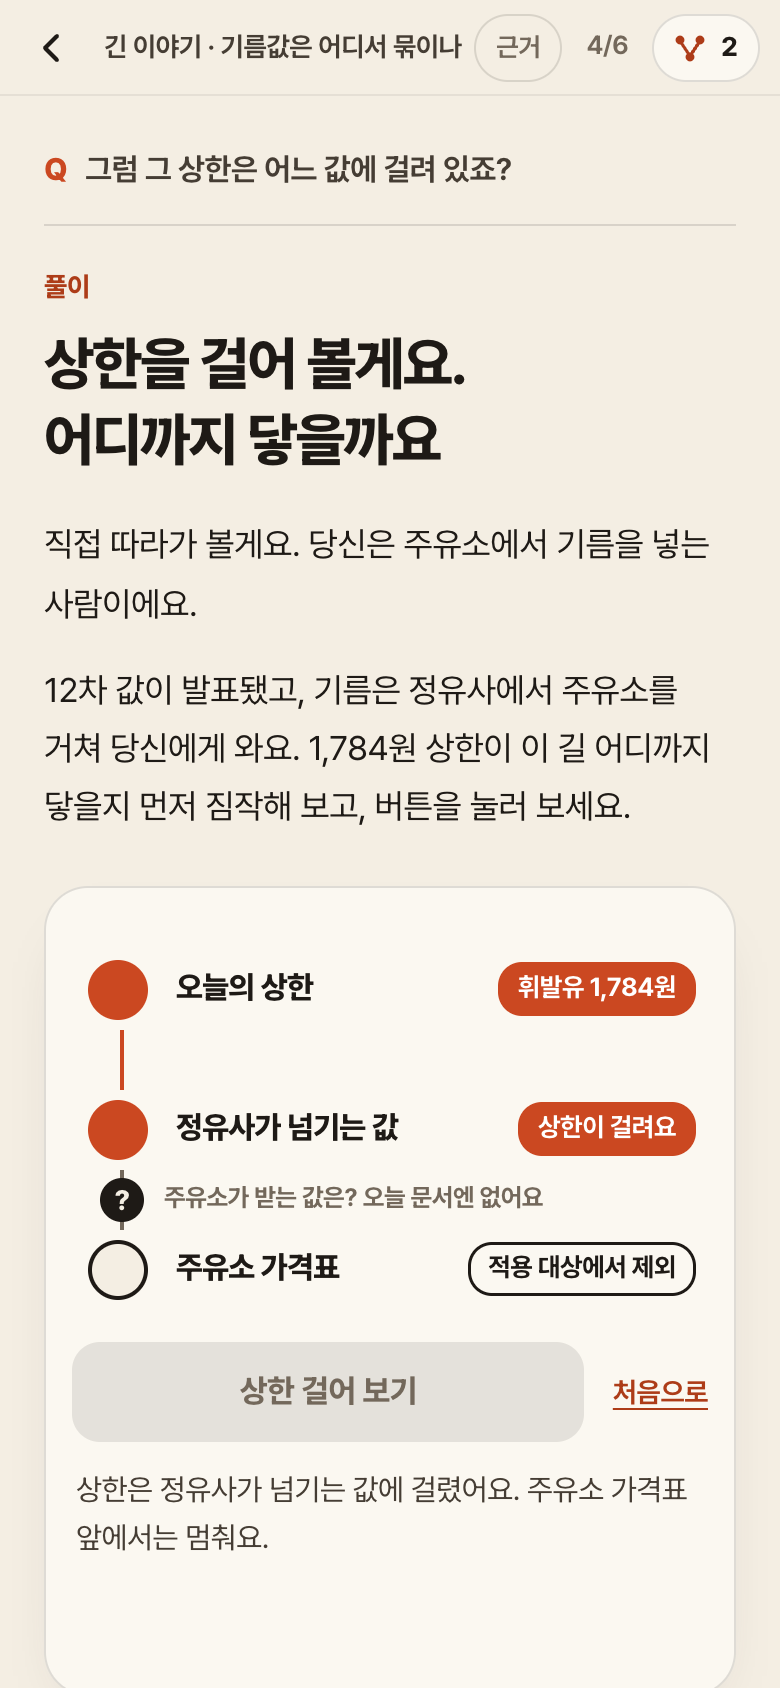 긴 이야기 · 기름값은 어디서 묶이나 근거 4/6 2
Q 그럼 그 상한은 어느 값에 걸려 있죠?
풀이
상한을 걸어 볼게요.
어디까지 닿을까요
직접 따라가 볼게요. 당신은 주유소에서 기름을 넣는
사람이에요.
12차 값이 발표됐고, 기름은 정유사에서 주유소를
거쳐 당신에게 와요. 1,784원 상한이 이 길 어디까지
닿을지 먼저 짐작해 보고, 버튼을 눌러 보세요.
오늘의 상한 휘발유 1,784원
정유사가 넘기는 값 상한이 걸려요
? 주유소가 받는 값은? 오늘 문서엔 없어요
주유소 가격표 적용 대상에서 제외
상한 걸어 보기 처음으로
상한은 정유사가 넘기는 값에 걸렸어요. 주유소 가격표
앞에서는 멈춰요.